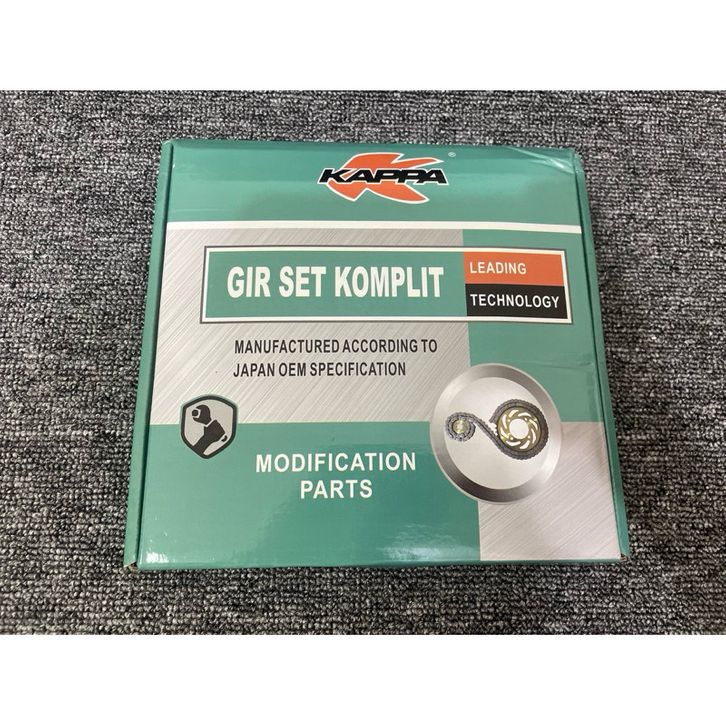 KAPPA
®
GIR SET KOMPLIT
LEADING
TECHNOLOGY
MANUFACTURED ACCORDING TO
JAPAN OEM SPECIFICATION
MODIFICATION
PARTS